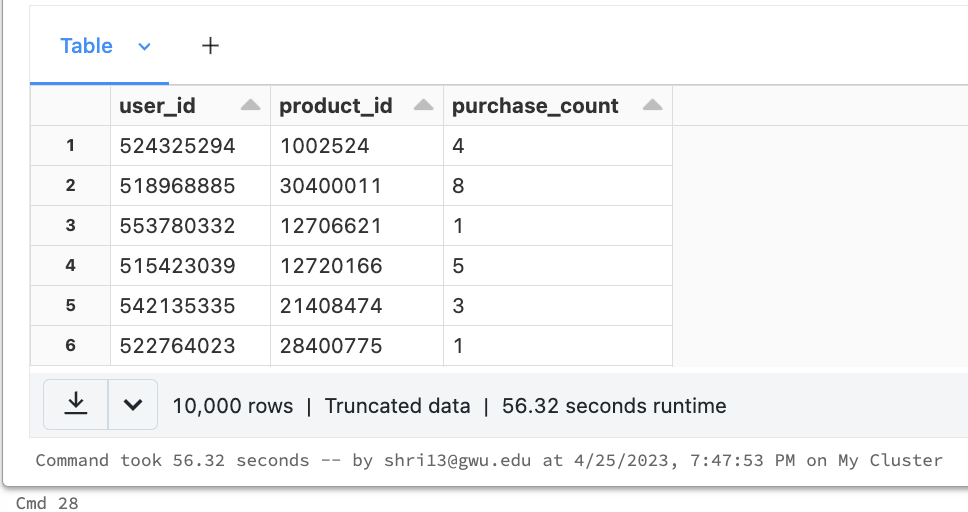 Table +
user_id product_id purchase_count
1 524325294 1002524 4
2 518968885 30400011 8
3 553780332 12706621 1
4 515423039 12720166 5
5 542135335 21408474 3
6 522764023 28400775 1
10,000 rows | Truncated data | 56.32 seconds runtime
Command took 56.32 seconds -- by shri13@gwu.edu at 4/25/2023, 7:47:53 PM on My Cluster
Cmd 28